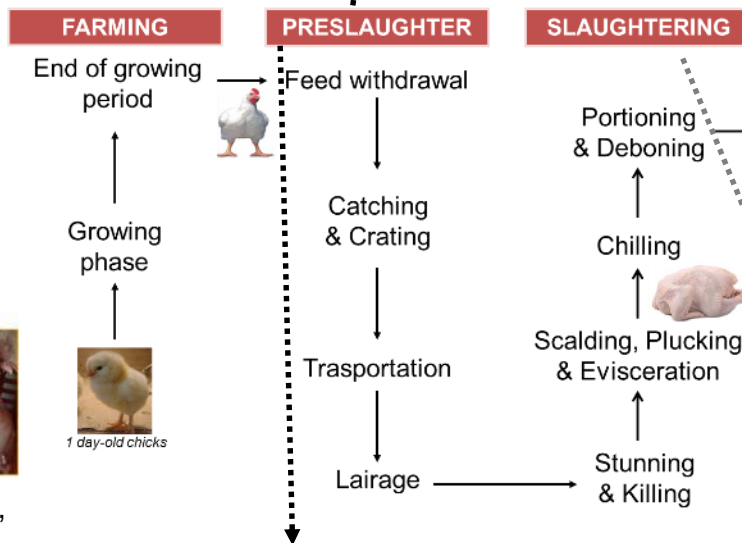 FARMING
PRESLAUGHTER
SLAUGHTERING
End of growing
period
Growing
phase
1 day-old chicks
Feed withdrawal
Catching
& Crating
Trasportation
Lairage
Portioning
& Deboning
Chilling
Scalding, Plucking
& Evisceration
Stunning
& Killing
,